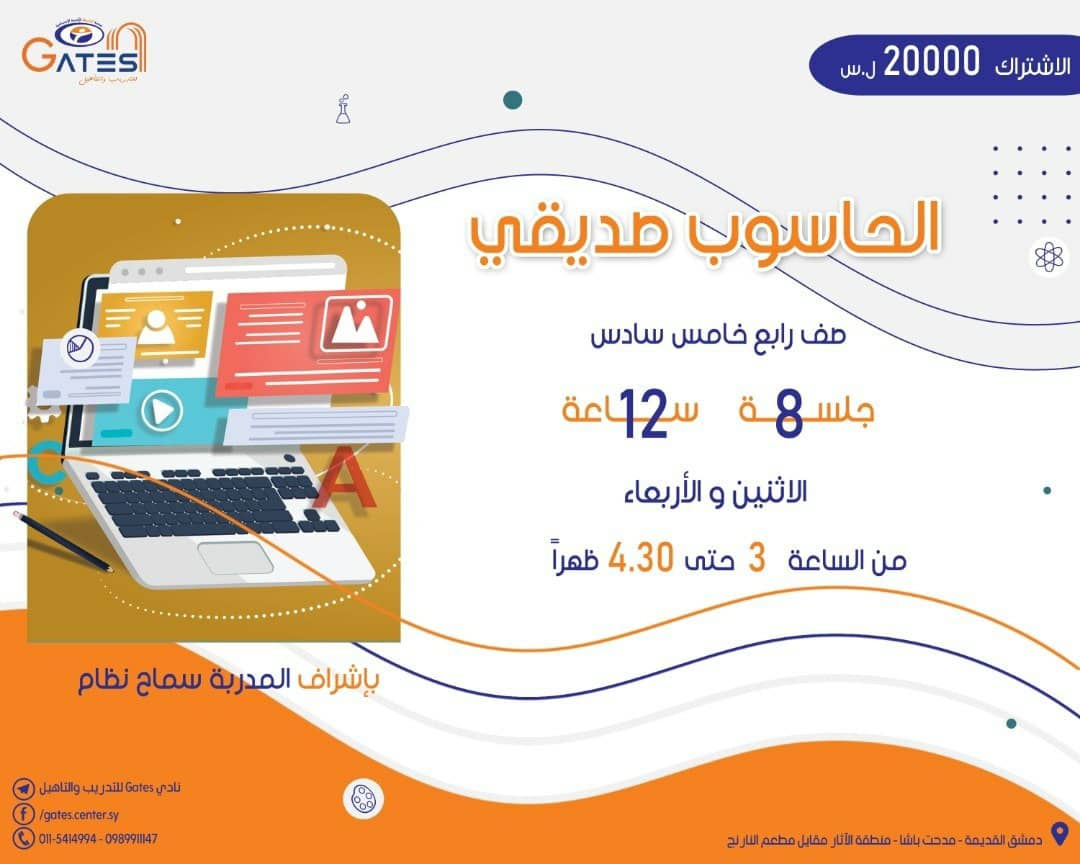 GATES
للتدريب والتأهيل
الاشتراك 20000 ل.س
الحاسوب صديقي
صف رابع خامس سادس
8 جلسة 12 ساعة
الاثنين و الأربعاء
من الساعة 3 حتى 4.30 ظهراً
A
بإشراف المدربة سماح نظام
نادي Gates للتدريب والتاهيل
/gates.center.sy
011-5414994 - 0989911147
دمشق القديمة - مدحت باشا - منطقة الآثار مقابل مطعم النارنج